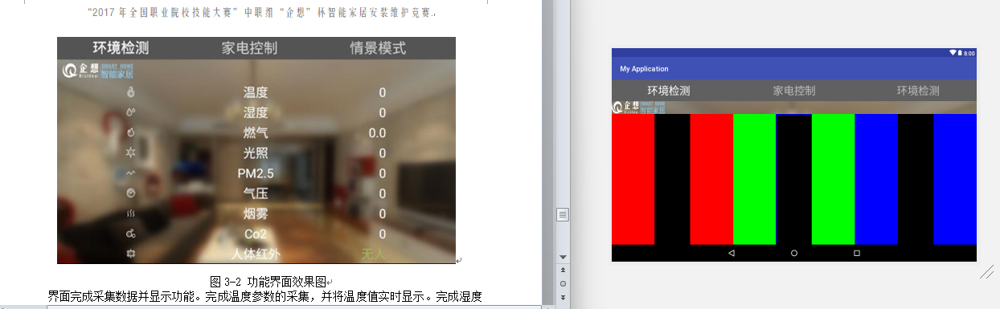 “2017 年全国职业院校技能大赛”中职组“企想”杯智能家居安装维护竞赛.
环境检测 家电控制 情景模式
企想 SMART HOME
智能家居
温度 0
湿度 0
燃气 0.0
光照 0
PM2.5 0
气压 0
烟雾 0
Co2 0
人体红外 无人
图 3-2 功能界面效果图
界面完成采集数据并显示功能。完成温度参数的采集，并将温度值实时显示。完成湿度
8:00
My Application
环境检测 家电控制 环境检测
企想
智能家居